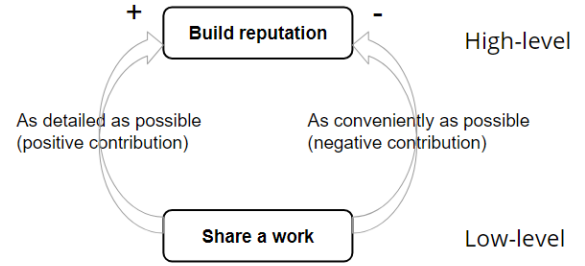 +
-
Build reputation
High-level
As detailed as possible
(positive contribution)
As conveniently as possible
(negative contribution)
Share a work
Low-level